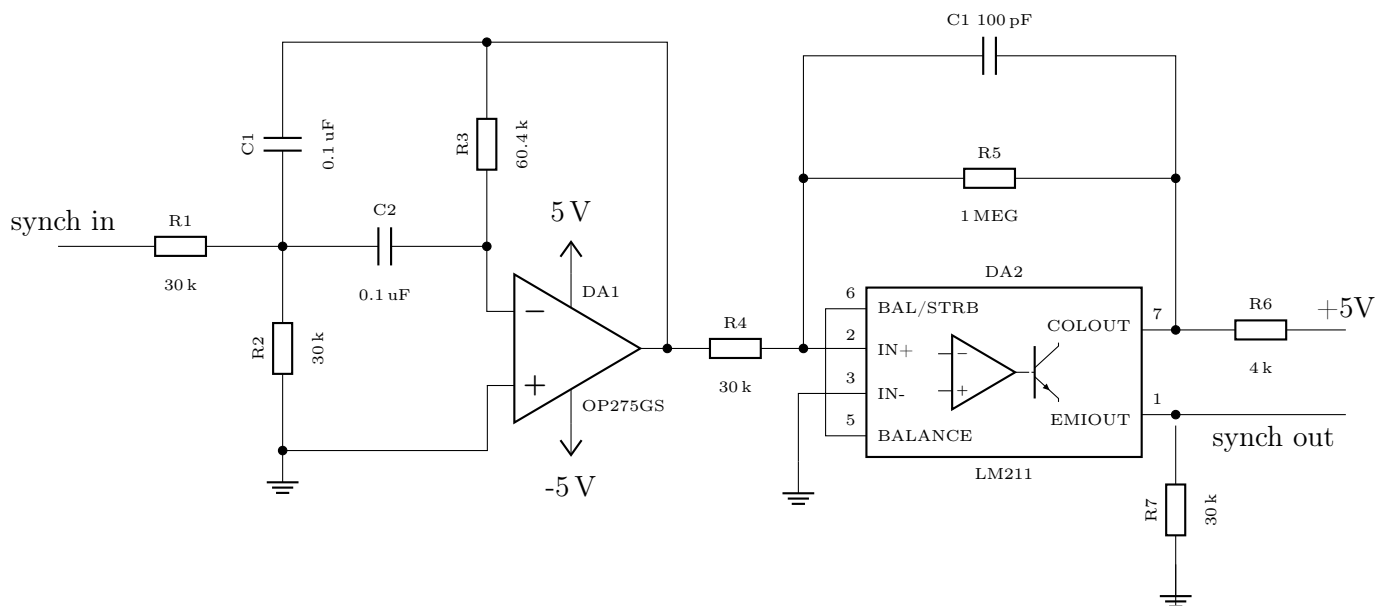 C1 100 pF
C1
0.1 uF
R3
60.4 k
R5
1 MEG
synch in
R1
30 k
C2
0.1 uF
5 V
DA1
R2
30 k
OP275GS
-5 V
R4
30 k
DA2
6
BAL/STRB
2
IN+
3
IN-
5
BALANCE
COLOUT
7
EMIOUT
1
LM211
R6
4 k
+5V
synch out
R7
30 k